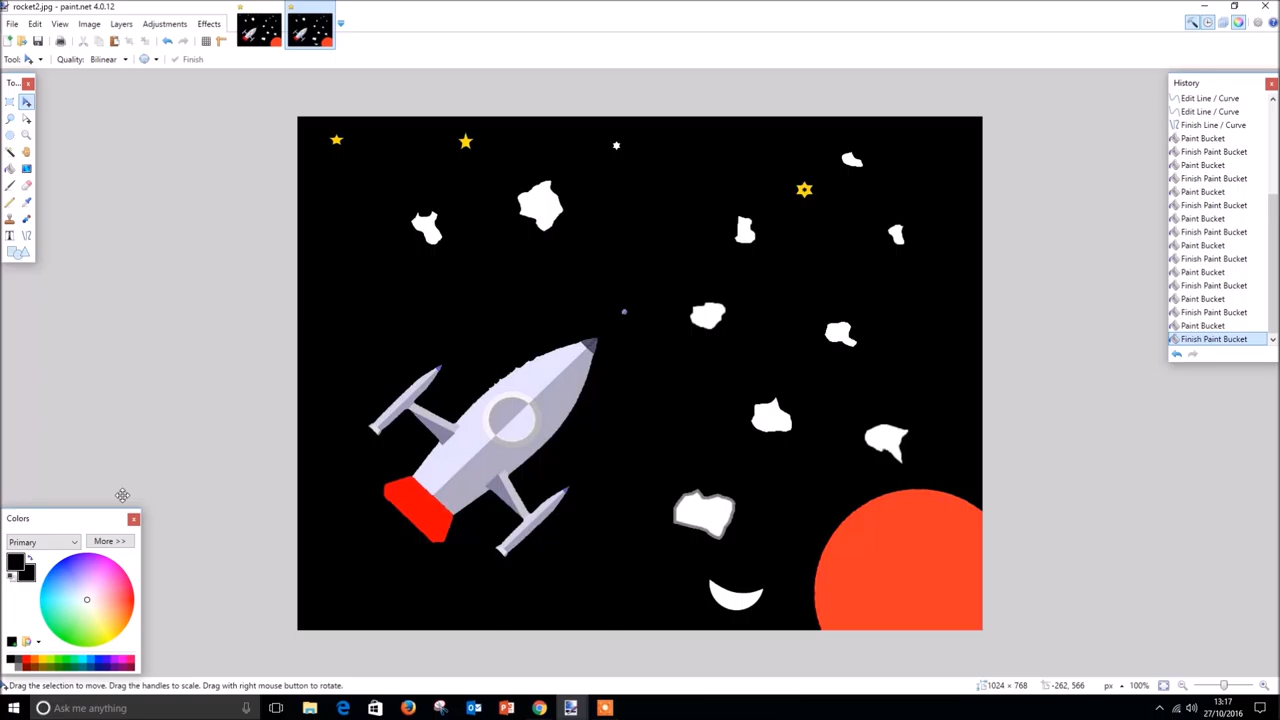 rocket2.jpg - paint.net 4.0.12
File Edit View Image Layers Adjustments Effects
Tool: Quality: Bilinear Finish
To...
History
Edit Line / Curve
Edit Line / Curve
Finish Line / Curve
Paint Bucket
Finish Paint Bucket
Paint Bucket
Finish Paint Bucket
Paint Bucket
Finish Paint Bucket
Paint Bucket
Finish Paint Bucket
Paint Bucket
Finish Paint Bucket
Paint Bucket
Finish Paint Bucket
Paint Bucket
Finish Paint Bucket
Paint Bucket
Finish Paint Bucket
Colors
Primary More >>
Drag the selection to move. Drag the handles to scale. Drag with right mouse button to rotate. 1024 × 768 -262, 566 px 100%
Ask me anything 13:17
27/10/2016